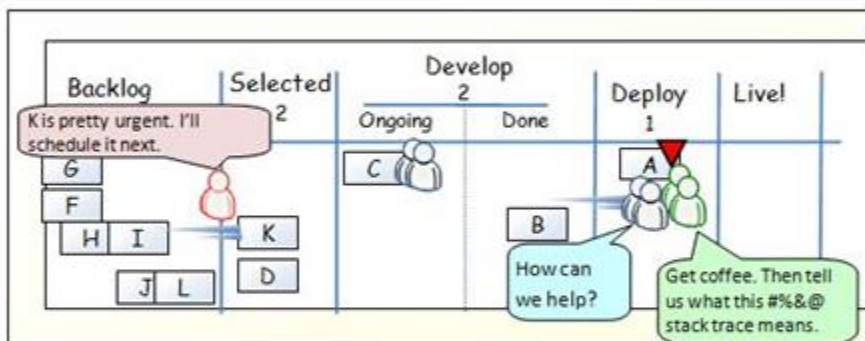 Backlog
Selected
2
Develop
2
Ongoing
Done
Deploy
1
Live!
K is pretty urgent. I'll
schedule it next.
G
F
H I
J L
K
D
C
B
A
How can
we help?
Get coffee. Then tell
us what this #%&@
stack trace means.